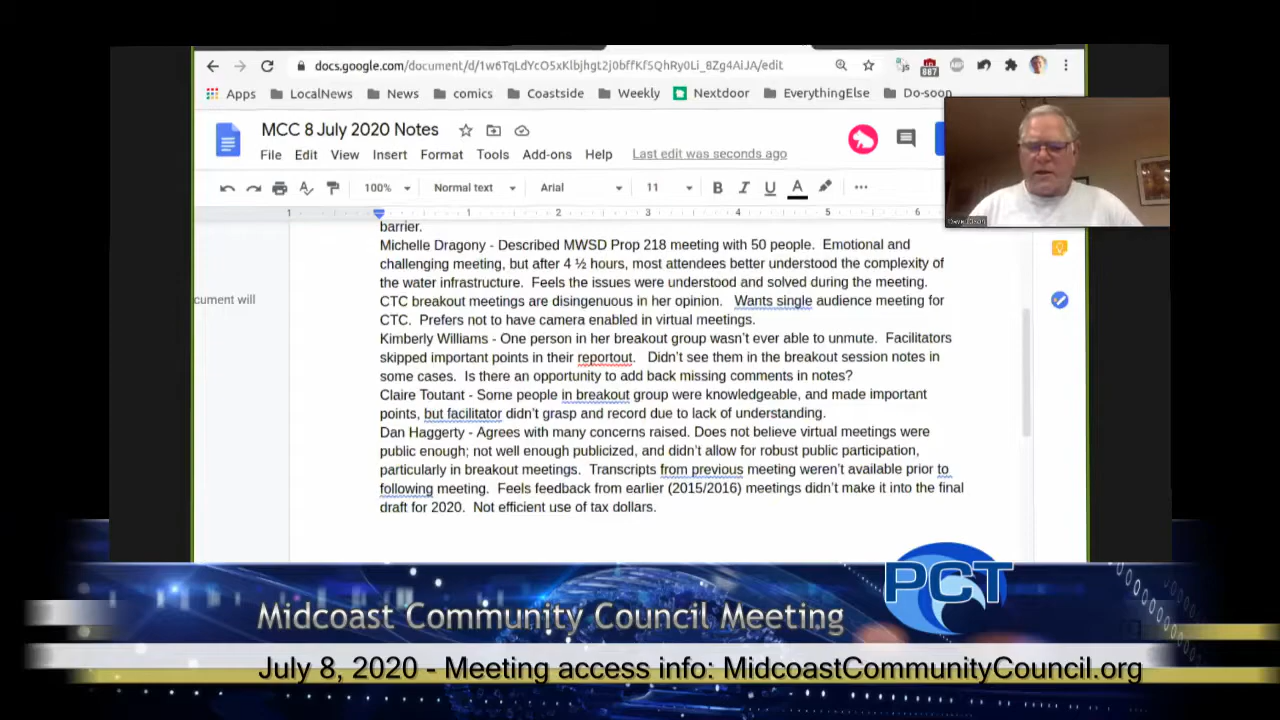 docs.google.com/document/d/1w6TqLdYcO5xKlbjhgt2j0bffKfSQhRy0Li_8Zg4AiJA/edit
887
Apps LocalNews News comics Coastside Weekly Nextdoor EverythingElse Do-soon
MCC 8 July 2020 Notes
File Edit View Insert Format Tools Add-ons Help Last edit was seconds ago
100% Normal text Arial 11 B I U A
1 1 2 3 4 5 6
barrier.
Michelle Dragony - Described MWSD Prop 218 meeting with 50 people. Emotional and
challenging meeting, but after 4 ½ hours, most attendees better understood the complexity of
the water infrastructure. Feels the issues were understood and solved during the meeting.
cument will
CTC breakout meetings are disingenuous in her opinion. Wants single audience meeting for
CTC. Prefers not to have camera enabled in virtual meetings.
Kimberly Williams - One person in her breakout group wasn't ever able to unmute. Facilitators
skipped important points in their reportout. Didn't see them in the breakout session notes in
some cases. Is there an opportunity to add back missing comments in notes?
Claire Toutant - Some people in breakout group were knowledgeable, and made important
points, but facilitator didn't grasp and record due to lack of understanding.
Dan Haggerty - Agrees with many concerns raised. Does not believe virtual meetings were
public enough; not well enough publicized, and didn't allow for robust public participation,
particularly in breakout meetings. Transcripts from previous meeting weren't available prior to
following meeting. Feels feedback from earlier (2015/2016) meetings didn't make it into the final
draft for 2020. Not efficient use of tax dollars.
PCT
Midcoast Community Council Meeting
July 8, 2020 - Meeting access info: MidcoastCommunityCouncil.org